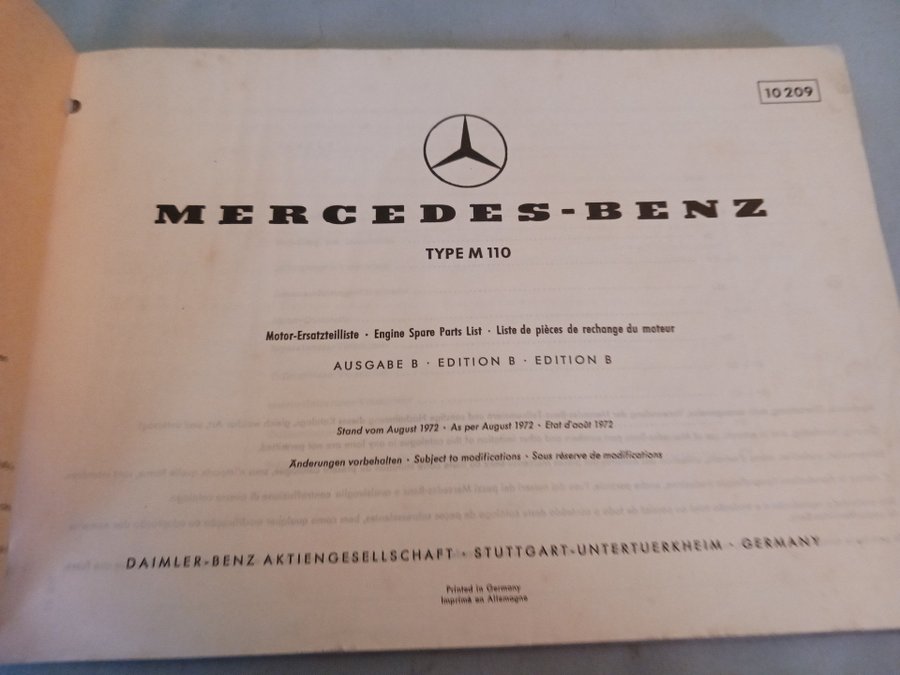 10 209
MERCEDES-BENZ
TYPE M 110
Motor-Ersatzteilliste · Engine Spare Parts List · Liste de pièces de rechange du moteur
AUSGABE B · EDITION B · EDITION B
Stand vom August 1972 · As per August 1972 · Etat d'août 1972
Änderungen vorbehalten · Subject to modifications · Sous réserve de modifications
DAIMLER-BENZ AKTIENGESELLSCHAFT · STUTTGART-UNTERTUERKHEIM · GERMANY
Printed in Germany
Imprimé en Allemagne